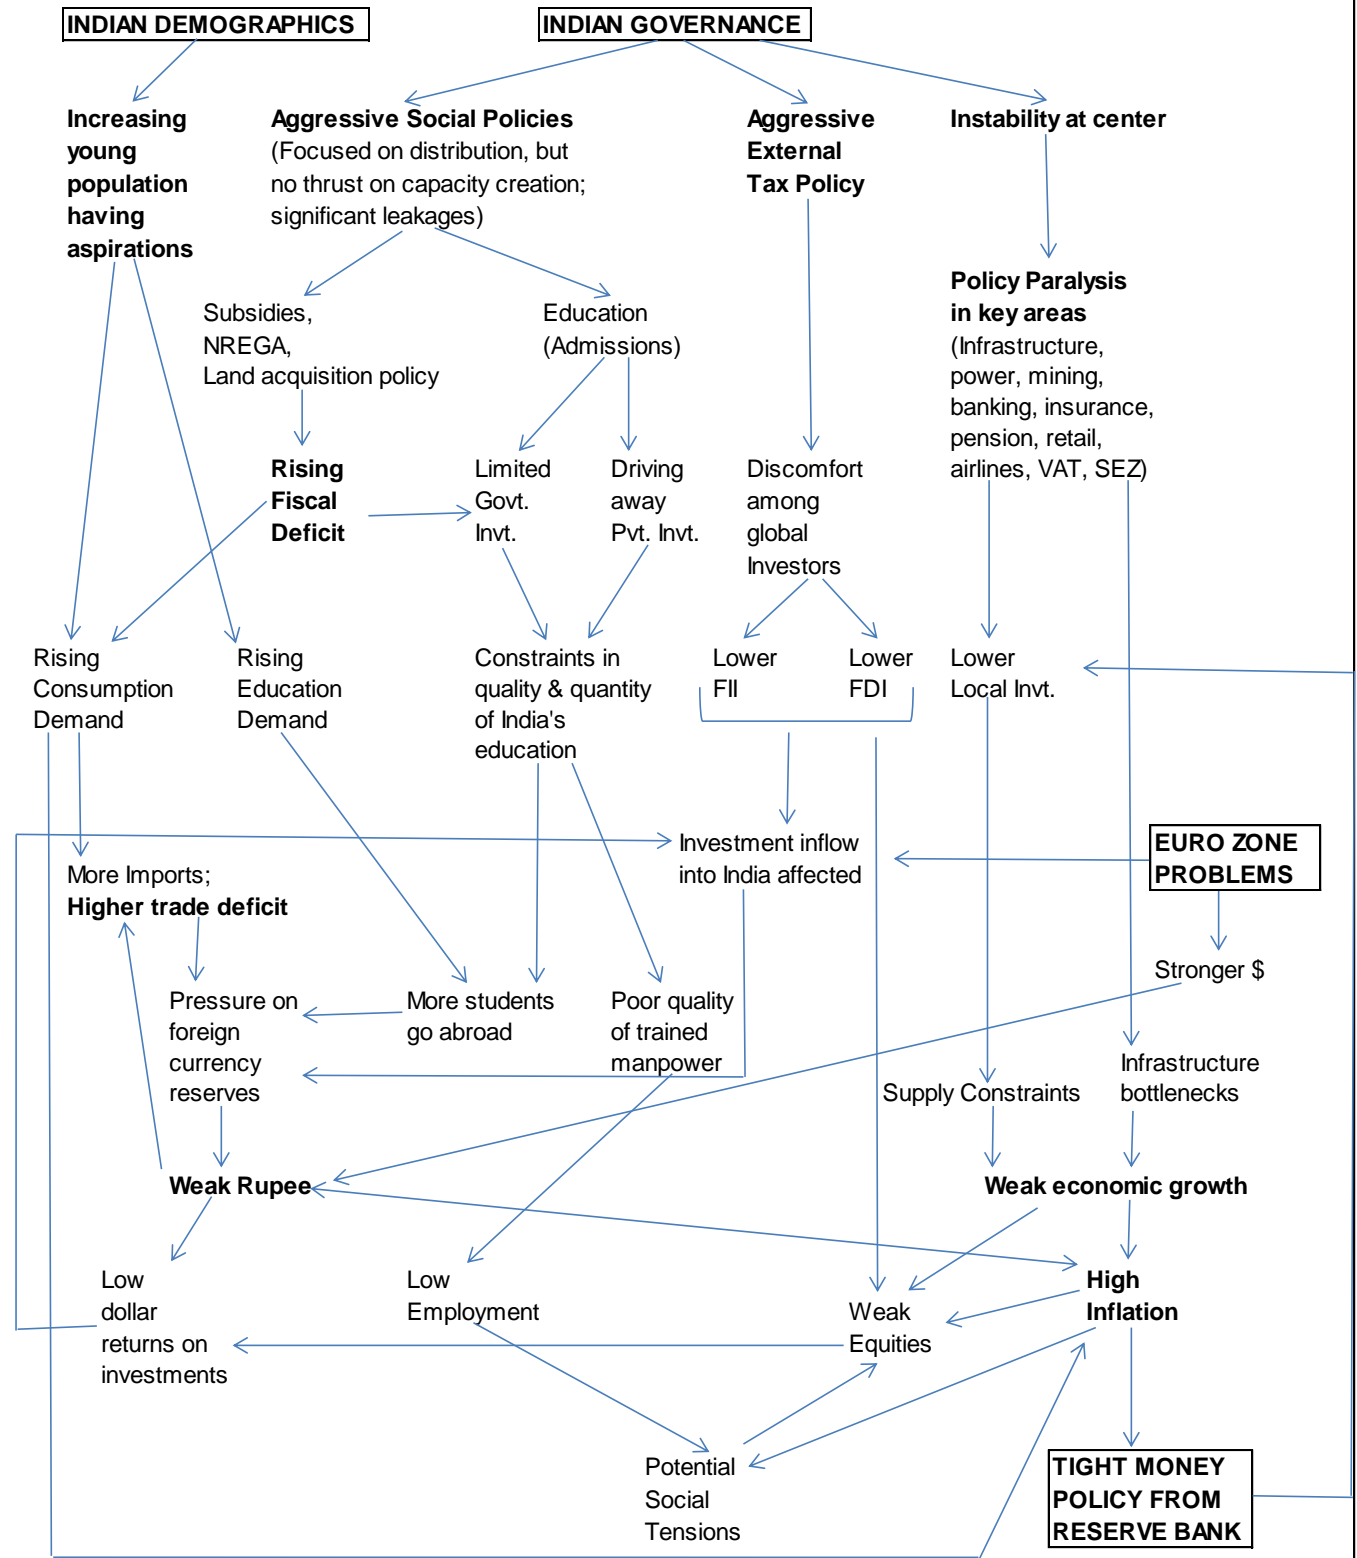 INDIAN DEMOGRAPHICS
INDIAN GOVERNANCE
Increasing
young
population
having
aspirations
Aggressive Social Policies
(Focused on distribution, but
no thrust on capacity creation;
significant leakages)
Aggressive
External
Tax Policy
Instability at center
Policy Paralysis
in key areas
(Infrastructure,
power, mining,
banking, insurance,
pension, retail,
airlines, VAT, SEZ)
Subsidies,
NREGA,
Land acquisition policy
Education
(Admissions)
Rising
Fiscal
Deficit
Limited
Govt.
Invt.
Driving
away
Pvt. Invt.
Discomfort
among
global
Investors
Rising
Consumption
Demand
Rising
Education
Demand
Constraints in
quality & quantity
of India's
education
Lower
FII
Lower
FDI
Lower
Local Invt.
Investment inflow
into India affected
EURO ZONE
PROBLEMS
More Imports;
Higher trade deficit
Stronger $
Pressure on
foreign
currency
reserves
More students
go abroad
Poor quality
of trained
manpower
Supply Constraints
Infrastructure
bottlenecks
Weak Rupee
Weak economic growth
Low
dollar
returns on
investments
Low
Employment
Weak
Equities
High
Inflation
Potential
Social
Tensions
TIGHT MONEY
POLICY FROM
RESERVE BANK